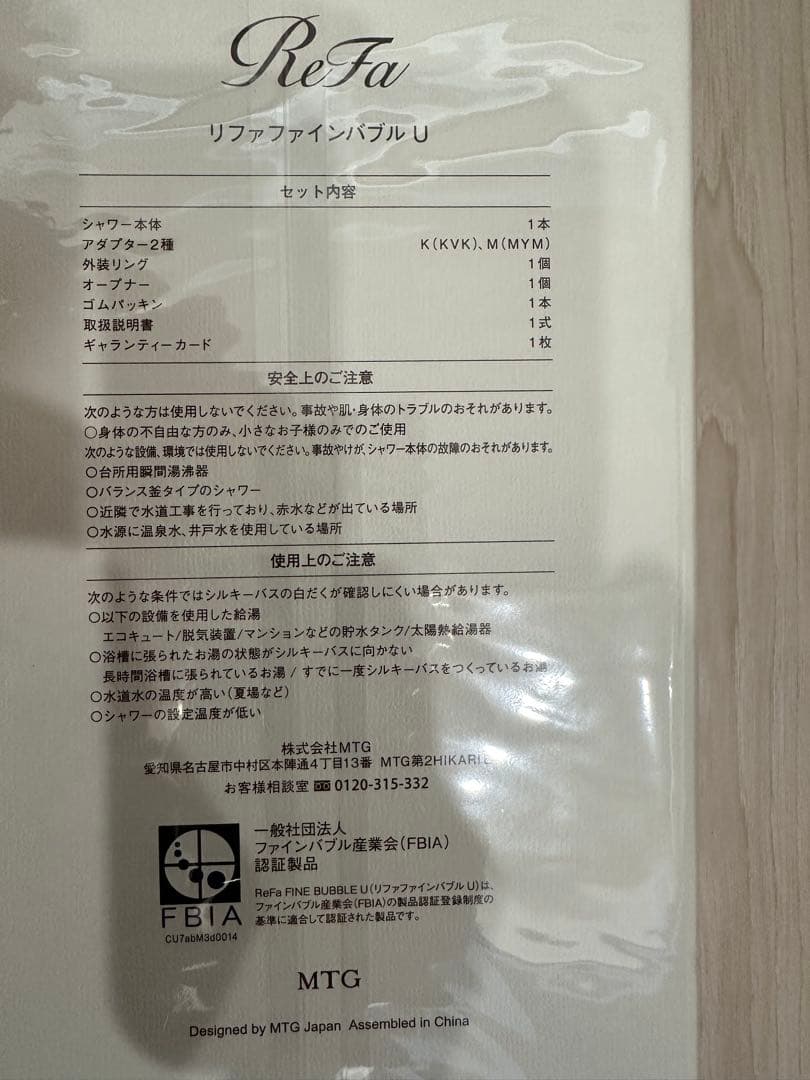 ReFa
リファファインバブル U
セット内容
シャワー本体 1本
アダプター2種 K(KVK)、M(MYM)
外装リング 1個
オープナー 1個
ゴムパッキン 1本
取扱説明書 1式
ギャランティーカード 1枚
安全上のご注意
次のような方は使用しないでください。事故や肌・身体のトラブルのおそれがあります。
○身体の不自由な方のみ、小さなお子様のみでのご使用
次のような設備、環境では使用しないでください。事故やけが、シャワー本体の故障のおそれがあります。
○台所用瞬間湯沸器
○バランス釜タイプのシャワー
○近隣で水道工事を行っており、赤水などが出ている場所
○水源に温泉水、井戸水を使用している場所
使用上のご注意
次のような条件ではシルキーバスの白だくが確認しにくい場合があります。
○以下の設備を使用した給湯
エコキュート/脱気装置/マンションなどの貯水タンク/太陽熱給湯器
○浴槽に張られたお湯の状態がシルキーバスに向かない
長時間浴槽に張られているお湯 / すでに一度シルキーバスをつくっているお湯
○水道水の温度が高い(夏場など)
○シャワーの設定温度が低い
株式会社MTG
愛知県名古屋市中村区本陣通4丁目13番 MTG第2HIKARI
お客様相談室 0120-315-332
一般社団法人
ファインバブル産業会(FBIA)
認証製品
ReFa FINE BUBBLE U(リファファインバブル U)は、
ファインバブル産業会(FBIA)の製品認証登録制度の
基準に適合して認証された製品です。
FBIA
CU7abM3d0014
MTG
Designed by MTG Japan Assembled in China